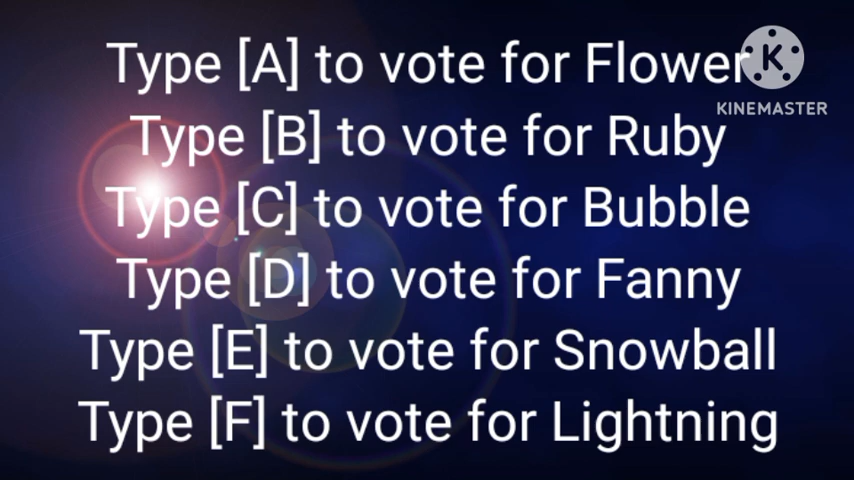 Type [A] to vote for Flower
Type [B] to vote for Ruby
Type [C] to vote for Bubble
Type [D] to vote for Fanny
Type [E] to vote for Snowball
Type [F] to vote for Lightning
K
KINEMASTER